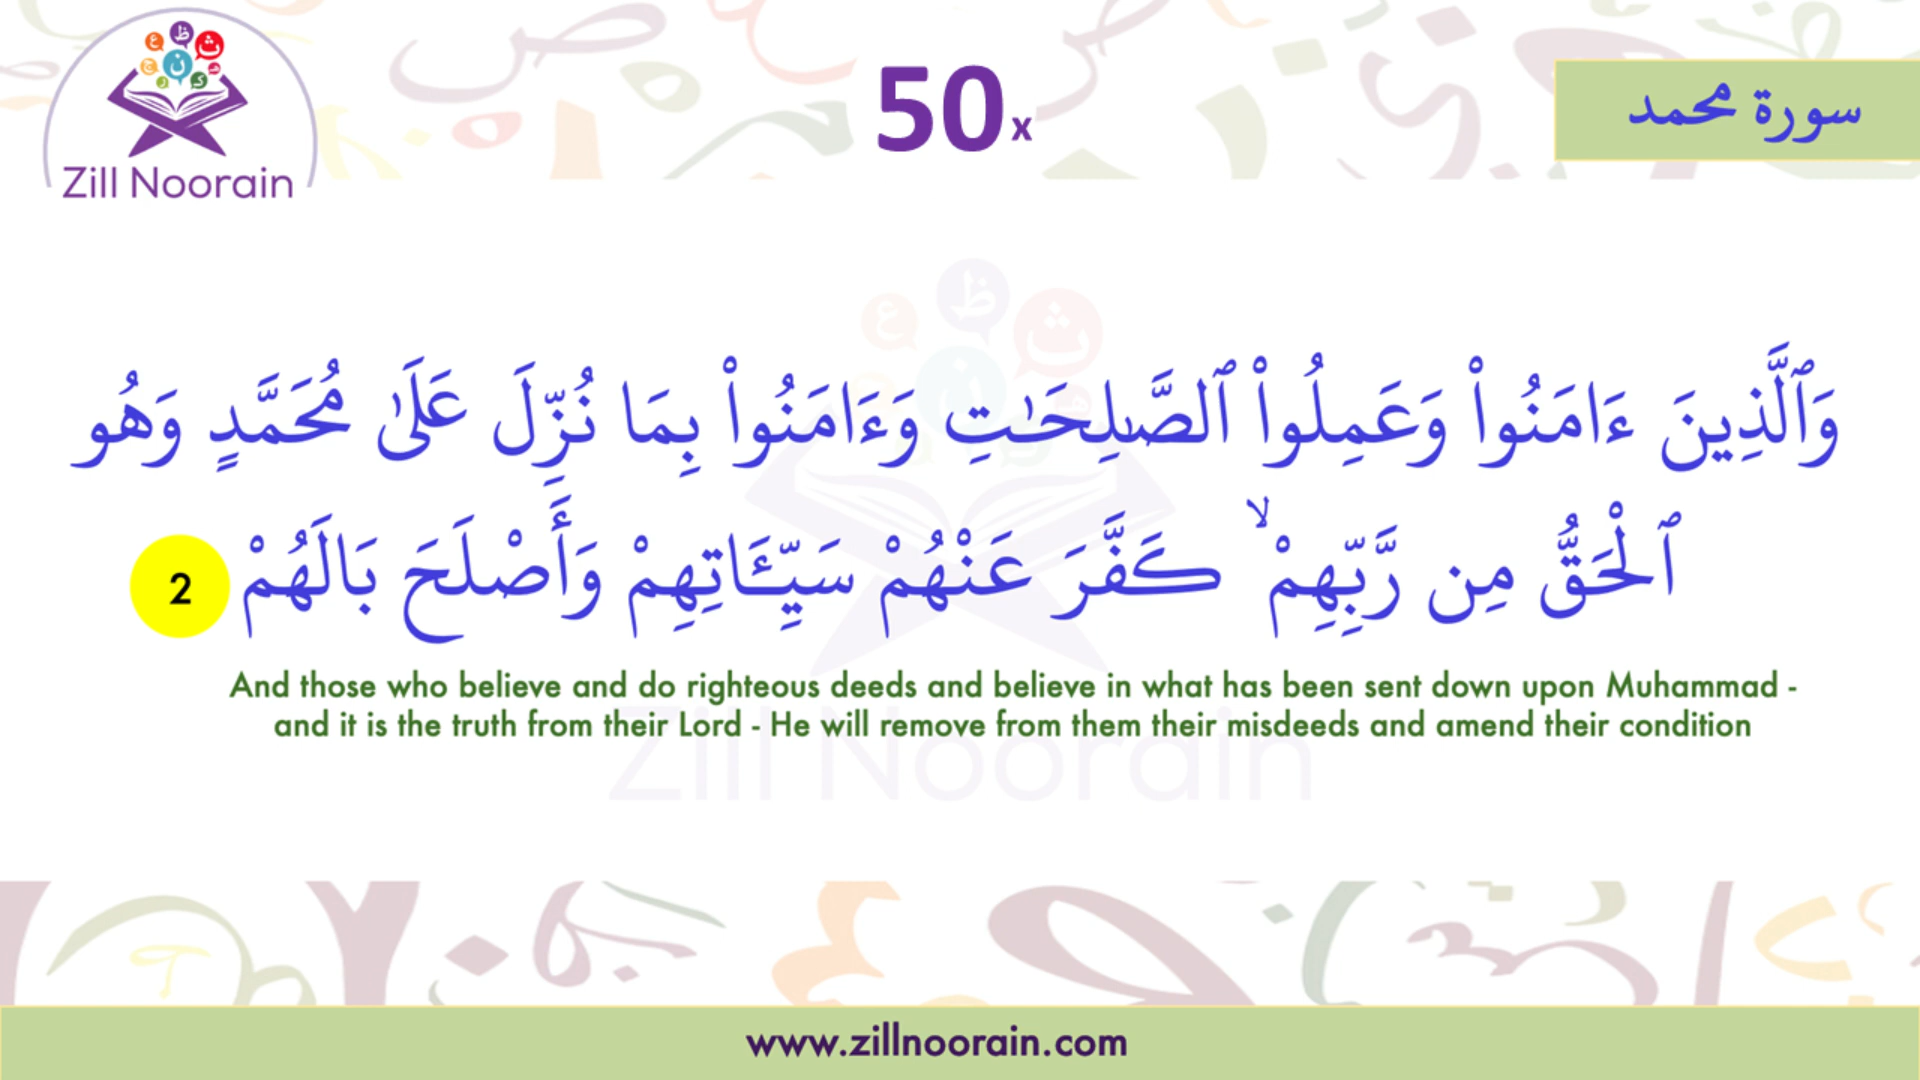 Zill Noorain
50x
سورة محمد
وَٱلَّذِينَ ءَامَنُوا۟ وَعَمِلُوا۟ ٱلصَّـٰلِحَـٰتِ وَءَامَنُوا۟ بِمَا نُزِّلَ عَلَىٰ مُحَمَّدٍ وَهُو
ٱلْحَقُّ مِن رَّبِّهِمْ ۙ كَفَّرَ عَنْهُمْ سَيِّـَٔاتِهِمْ وَأَصْلَحَ بَالَهُمْ 2
And those who believe and do righteous deeds and believe in what has been sent down upon Muhammad -
and it is the truth from their Lord - He will remove from them their misdeeds and amend their condition
Zill Noorain
www.zillnoorain.com